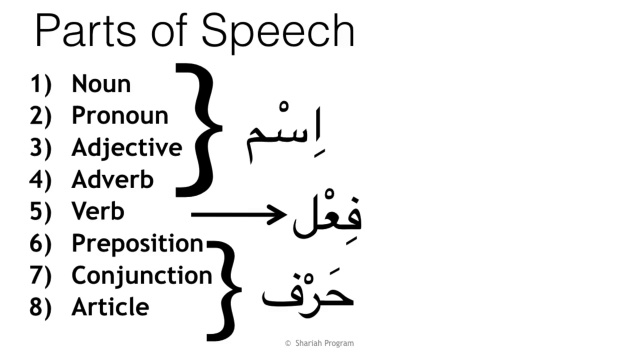 Parts of Speech
1) Noun
2) Pronoun
3) Adjective
4) Adverb
اِسْم
5) Verb
فِعْل
6) Preposition
7) Conjunction
8) Article
حَرْف
© Shariah Program